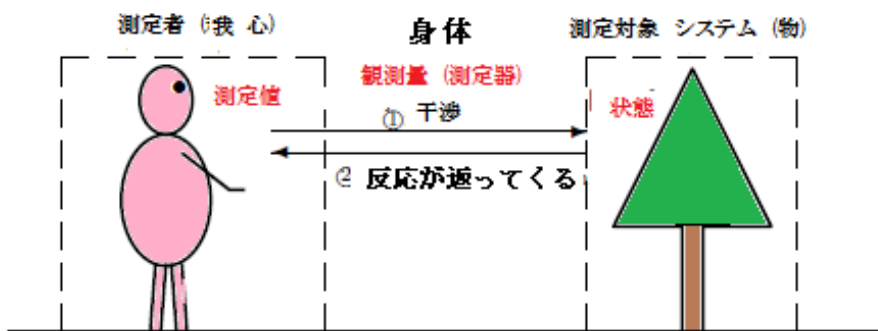 測定者 (我 心)
身体
測定対象 システム (物)
測定値
観測量 (測定器)
状態
① 干渉
② 反応が返ってくる